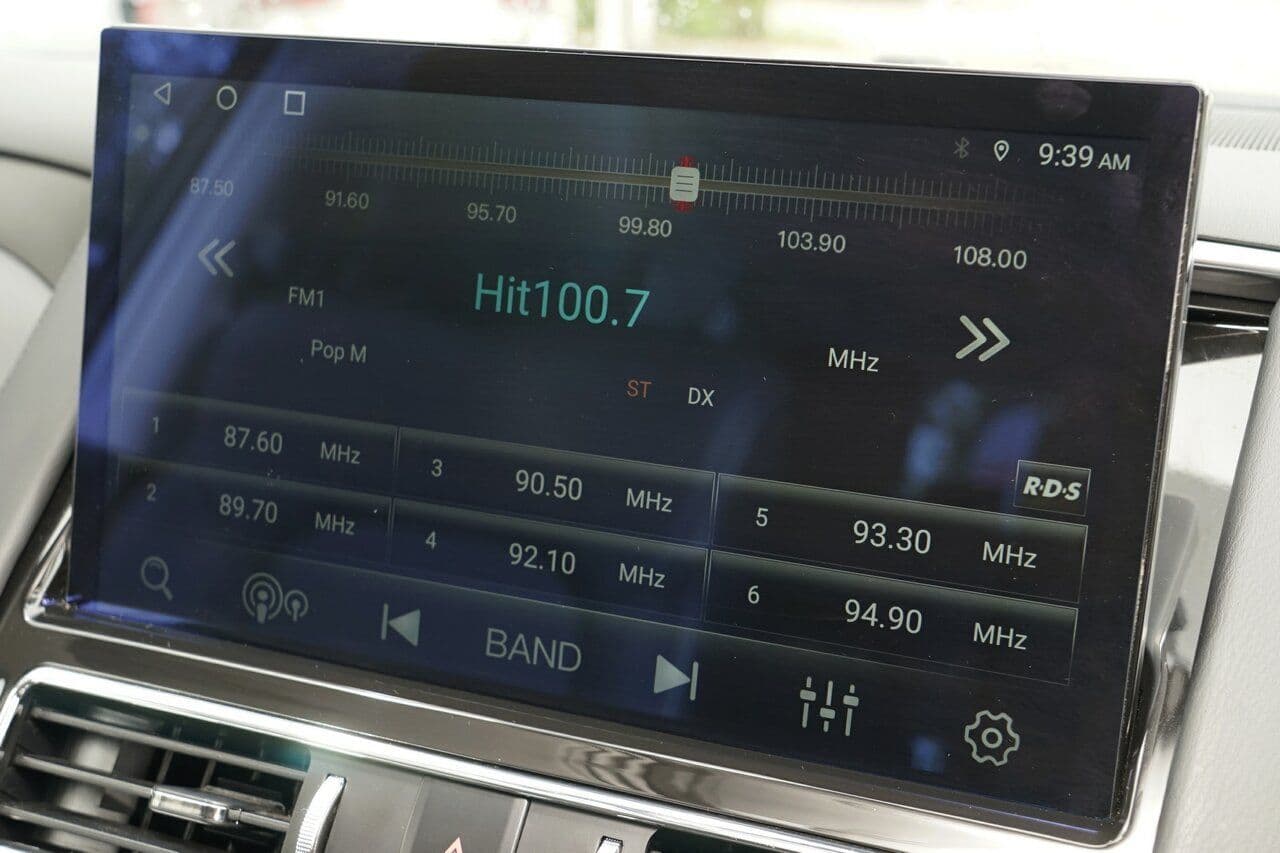 9:39 AM
87.50 91.60 95.70 99.80 103.90 108.00
FM1 Hit100.7
Pop M MHz
ST DX
R·D·S
1 87.60 MHz 3 90.50 MHz 5 93.30 MHz
2 89.70 MHz 4 92.10 MHz 6 94.90 MHz
BAND